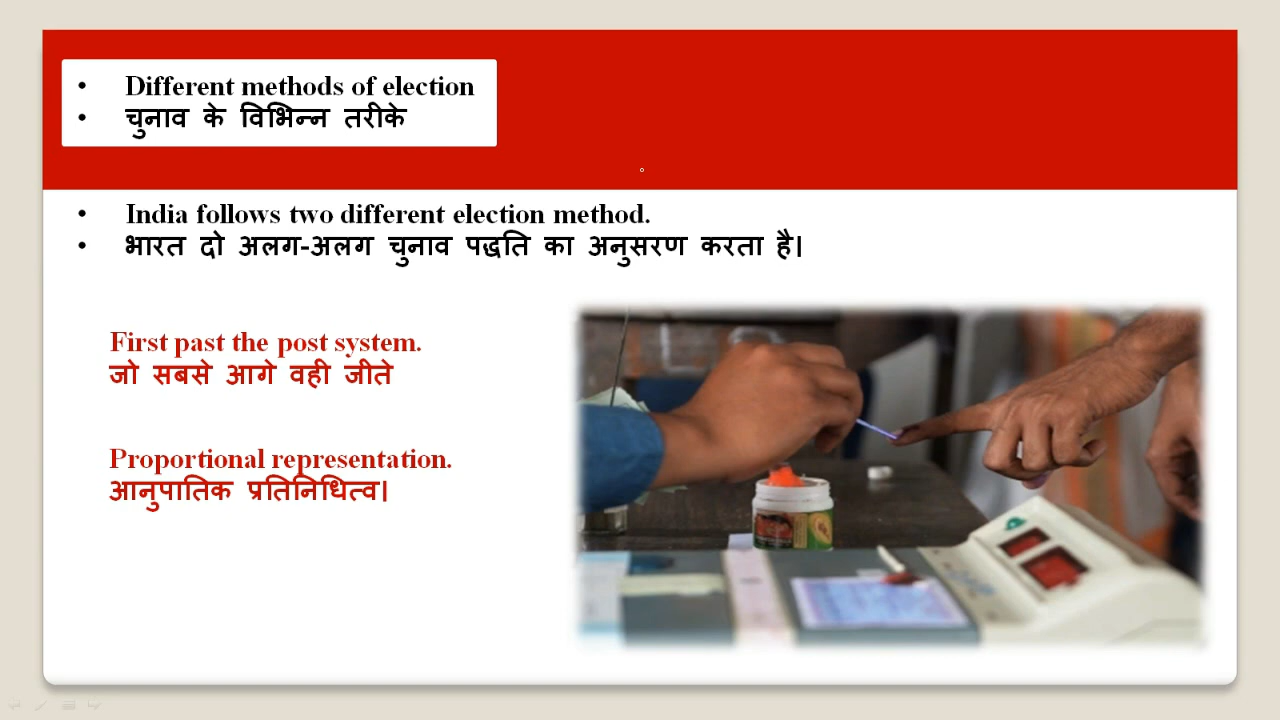 • Different methods of election
• चुनाव के विभिन्न तरीके
• India follows two different election method.
• भारत दो अलग-अलग चुनाव पद्धति का अनुसरण करता है।
First past the post system.
जो सबसे आगे वही जीते
Proportional representation.
आनुपातिक प्रतिनिधित्व।